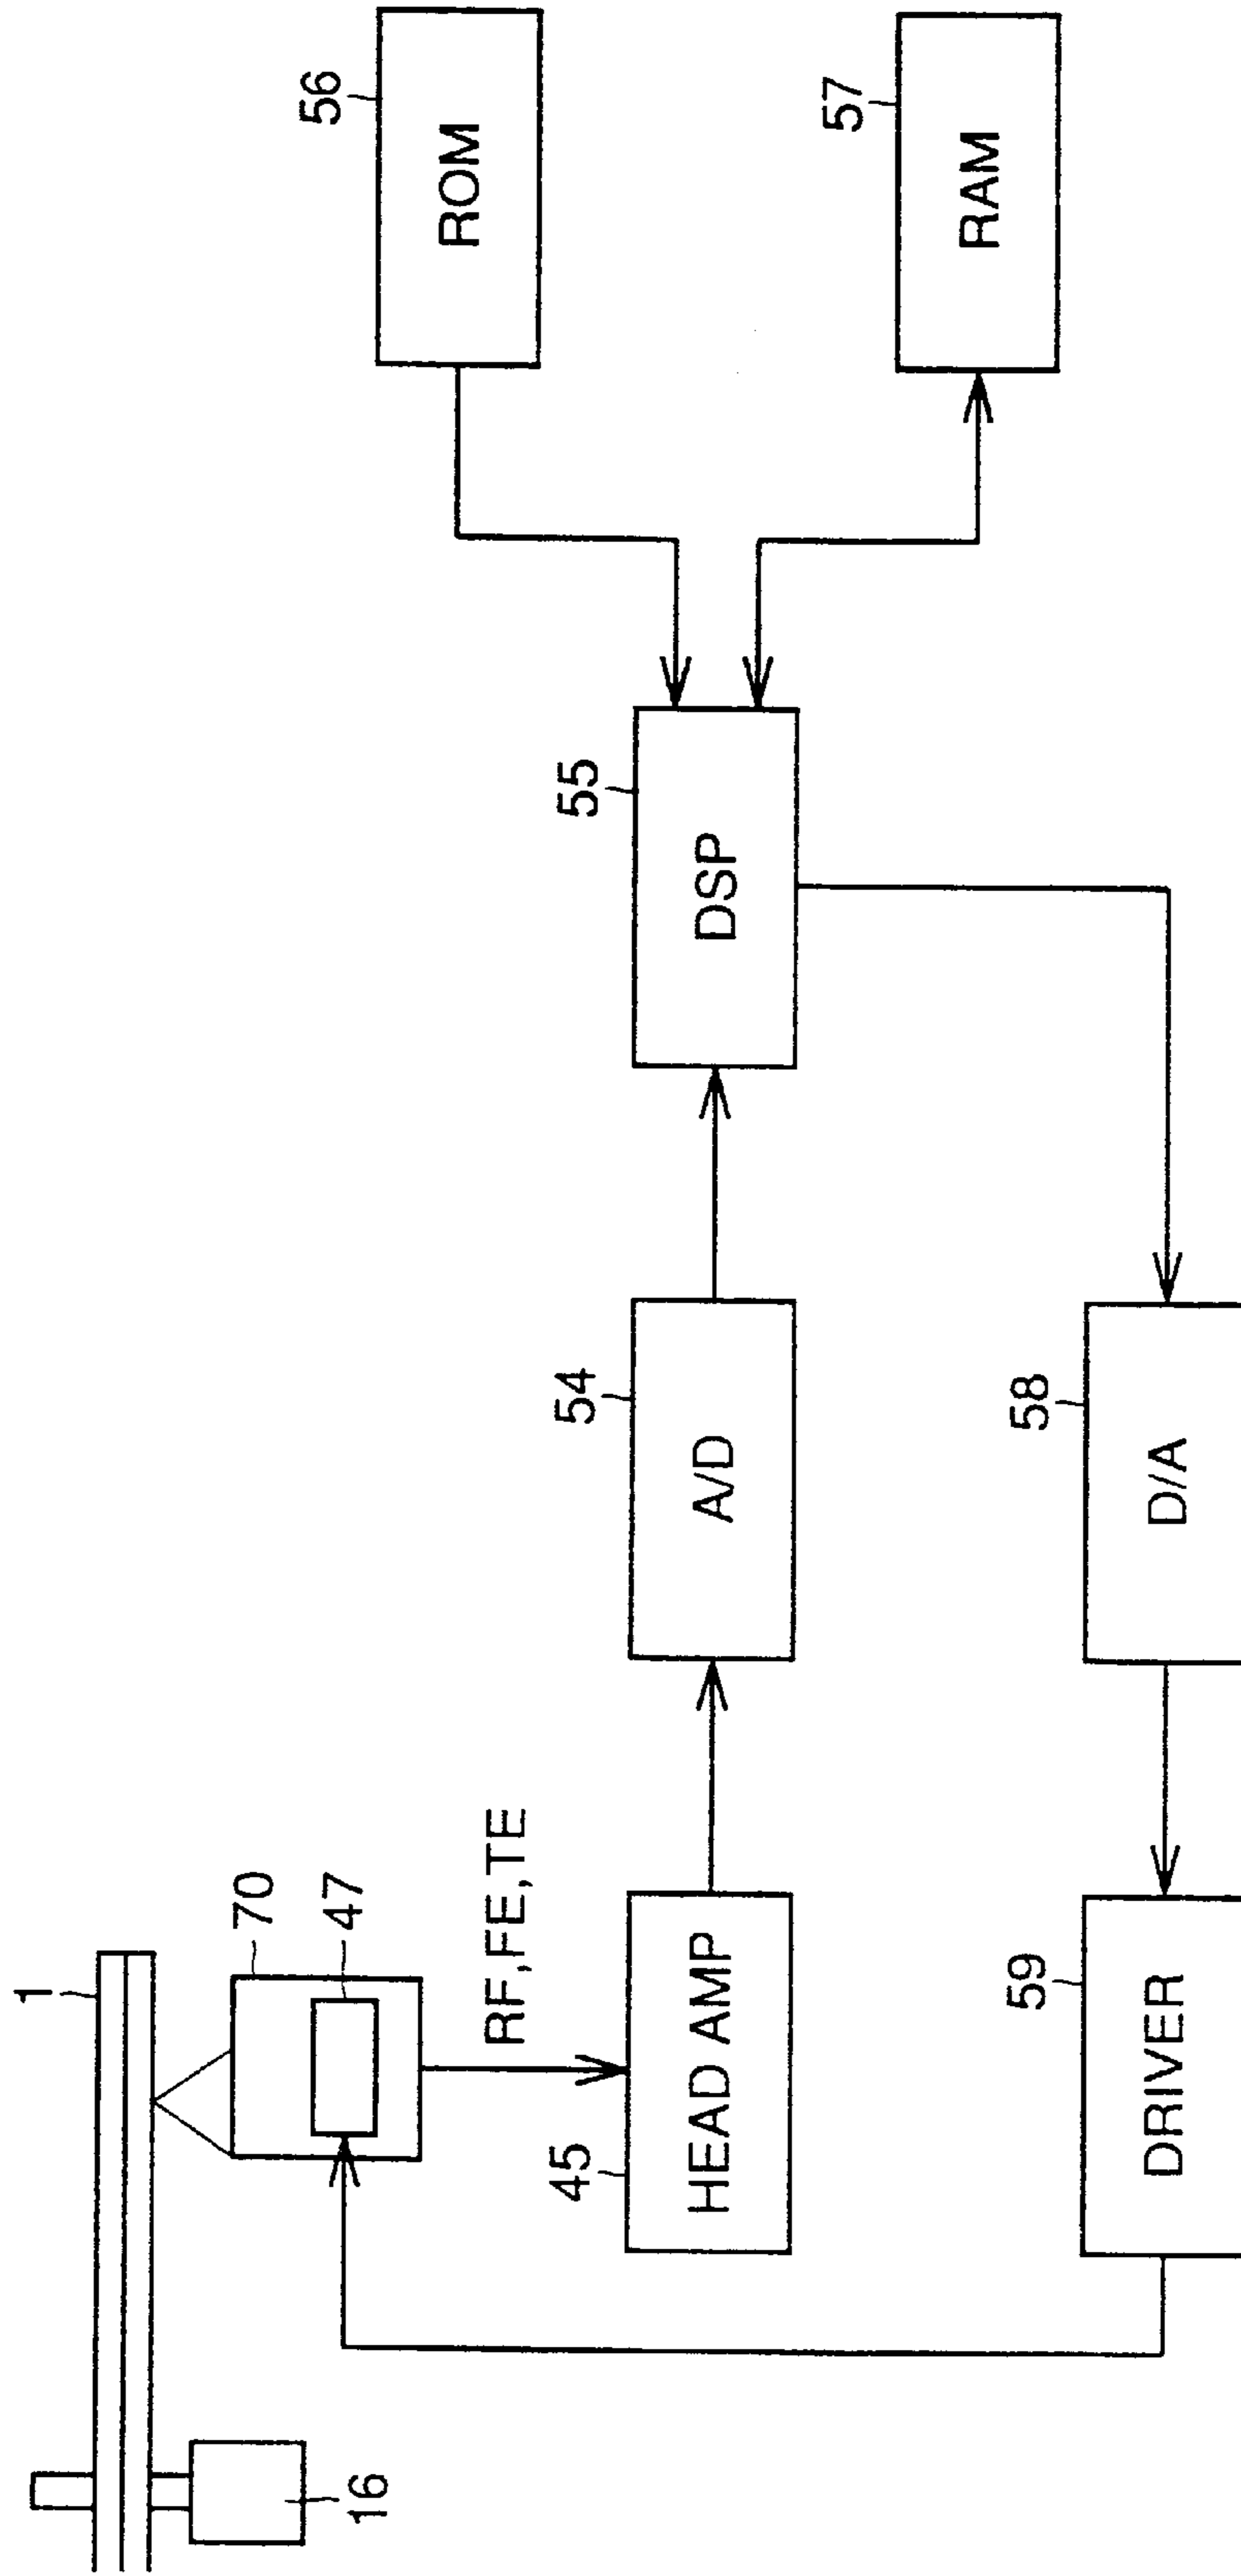 1
70
47
16
RF,FE,TE
45
HEAD AMP
54
A/D
55
DSP
56
ROM
57
RAM
59
DRIVER
58
D/A